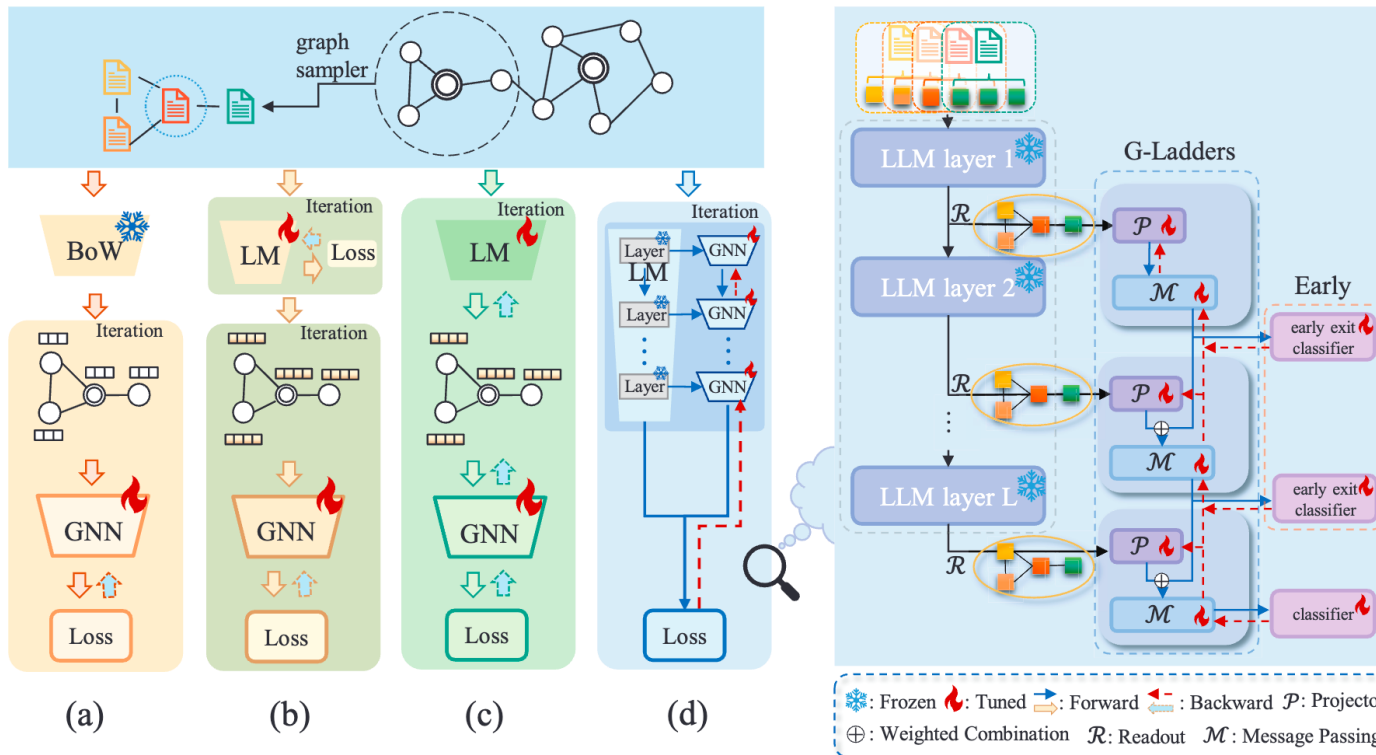 graph
sampler
BoW
Iteration
GNN
Loss
(a)
Iteration
LM
Loss
Iteration
GNN
Loss
(b)
Iteration
LM
GNN
Loss
(c)
Iteration
LM
Layer
GNN
Layer
GNN
Layer
GNN
Loss
(d)
LLM layer 1
G-Ladders
R
P
M
LLM layer 2
Early
early exit
classifier
R
P
M
LLM layer L
early exit
classifier
R
P
M
classifier
: Frozen : Tuned : Forward : Backward P: Projecto
: Weighted Combination R: Readout M: Message Passing